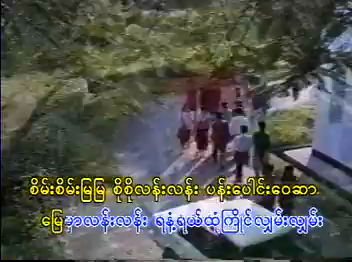 စိမ်းစိမ်းမြမြ စိုစိုလန်းလန်း ပန်းပေါင်းဝေဆာ
မြေမှာလန်းလန်း ရနံ့ရယ်ထုံကြိုင်လှှမ်းလှှမ်း